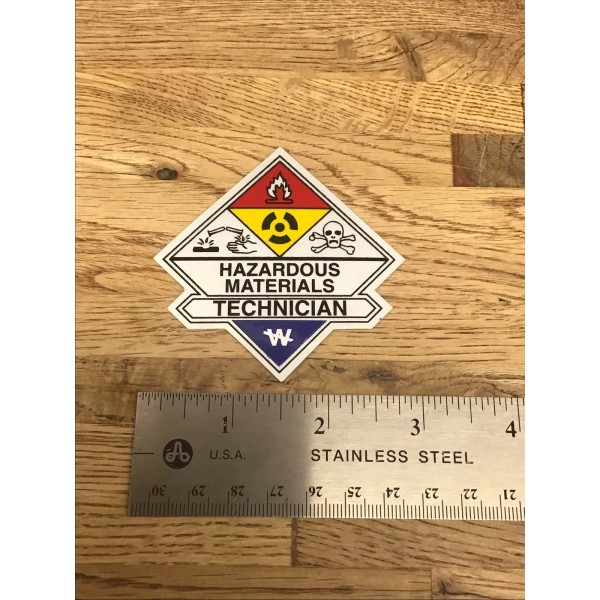 HAZARDOUS
MATERIALS
TECHNICIAN
W
1 2 3 4
U.S.A. STAINLESS STEEL
30 29 28 27 26 25 24 23 22 21